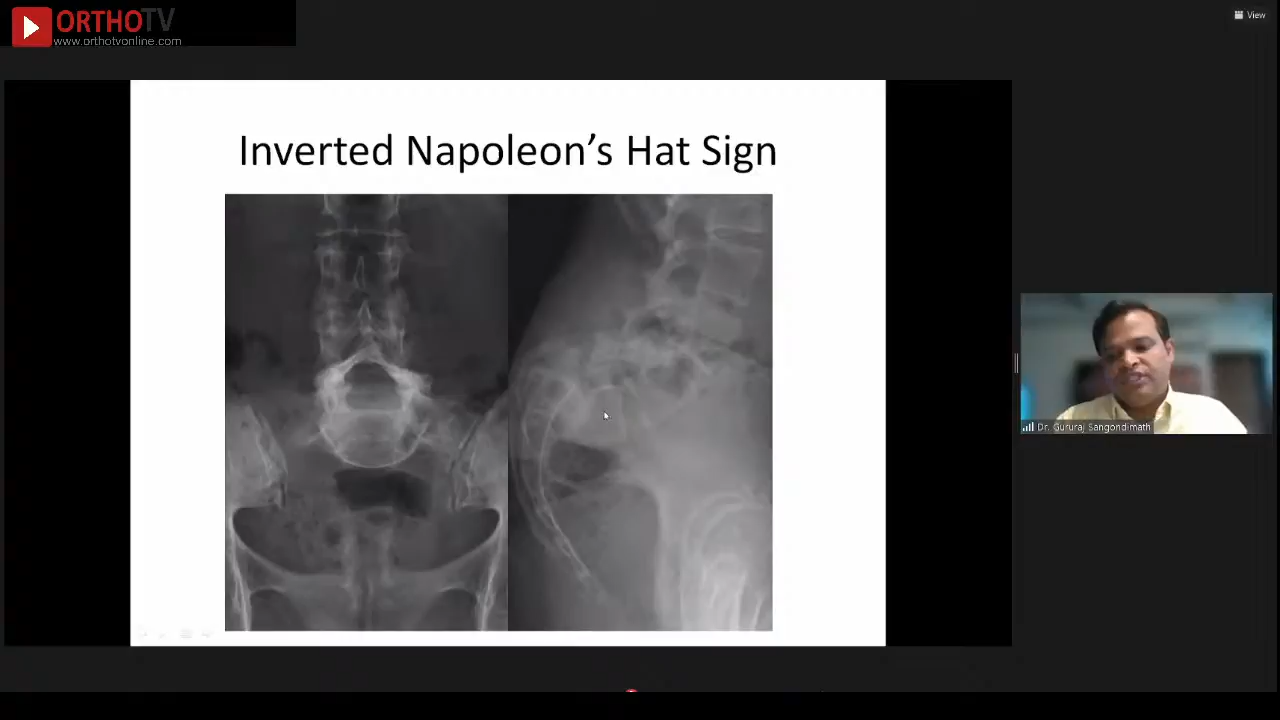 ORTHOTV
www.orthotvonline.com
View
Inverted Napoleon’s Hat Sign
Dr. Gururaj Sangondimath